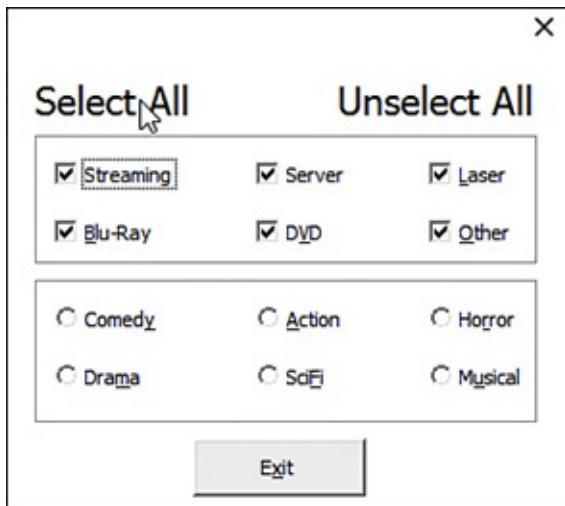 Select All Unselect All
Streaming Server Laser
Blu-Ray DVD Other
Comedy Action Horror
Drama SciFi Musical
Exit